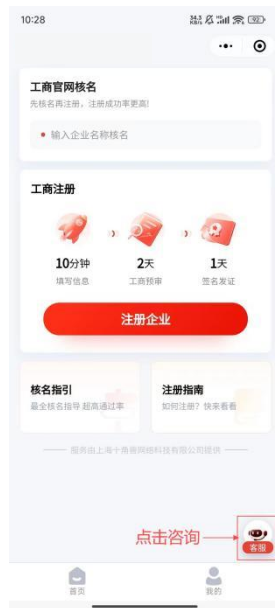 10:28
工商官网核名
先核名再注册，注册成功率更高!
输入企业名称核名
工商注册
10分钟
2天
1天
填写信息
工商预审
签名发证
注册企业
核名指引
注册指南
最全核名指导 超高通过率
如何注册？快来看看
服务由上海十角兽网络科技有限公司提供
点击咨询
客服
首页
我的